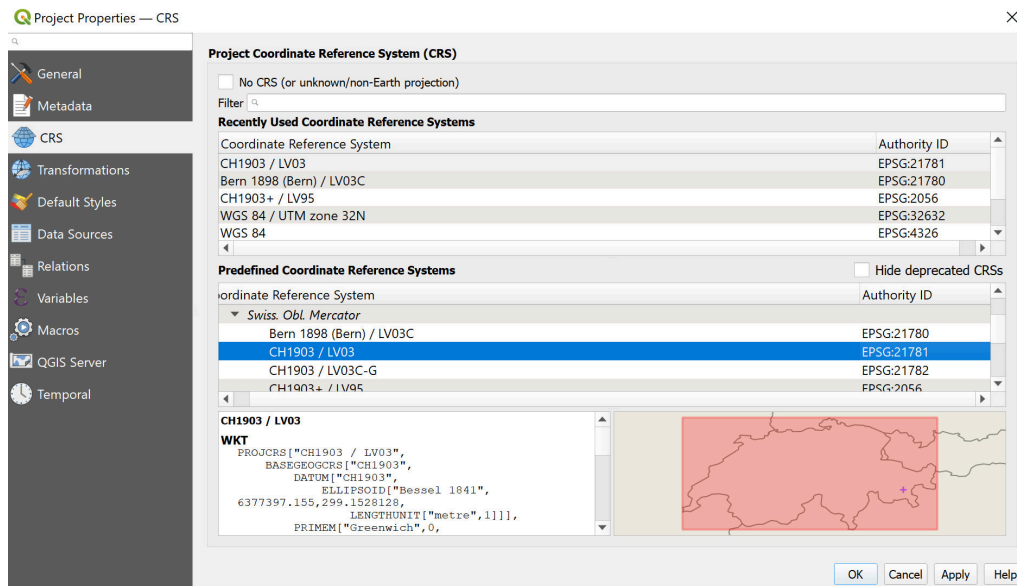 Project Properties — CRS
General
Metadata
CRS
Transformations
Default Styles
Data Sources
Relations
Variables
Macros
QGIS Server
Temporal
Project Coordinate Reference System (CRS)
No CRS (or unknown/non-Earth projection)
Filter
Recently Used Coordinate Reference Systems
Coordinate Reference System Authority ID
CH1903 / LV03 EPSG:21781
Bern 1898 (Bern) / LV03C EPSG:21780
CH1903+ / LV95 EPSG:2056
WGS 84 / UTM zone 32N EPSG:32632
WGS 84 EPSG:4326
Predefined Coordinate Reference Systems Hide deprecated CRSs
oordinate Reference System Authority ID
Swiss. Obl. Mercator
Bern 1898 (Bern) / LV03C EPSG:21780
CH1903 / LV03 EPSG:21781
CH1903 / LV03C-G EPSG:21782
CH1903+ / LV95 EPSG:2056
CH1903 / LV03
WKT
PROJCRS["CH1903 / LV03",
BASEGEOGCRS["CH1903",
DATUM["CH1903",
ELLIPSOID["Bessel 1841",
6377397.155,299.1528128,
LENGTHUNIT["metre",1]]],
PRIMEM["Greenwich",0,
OK Cancel Apply Help